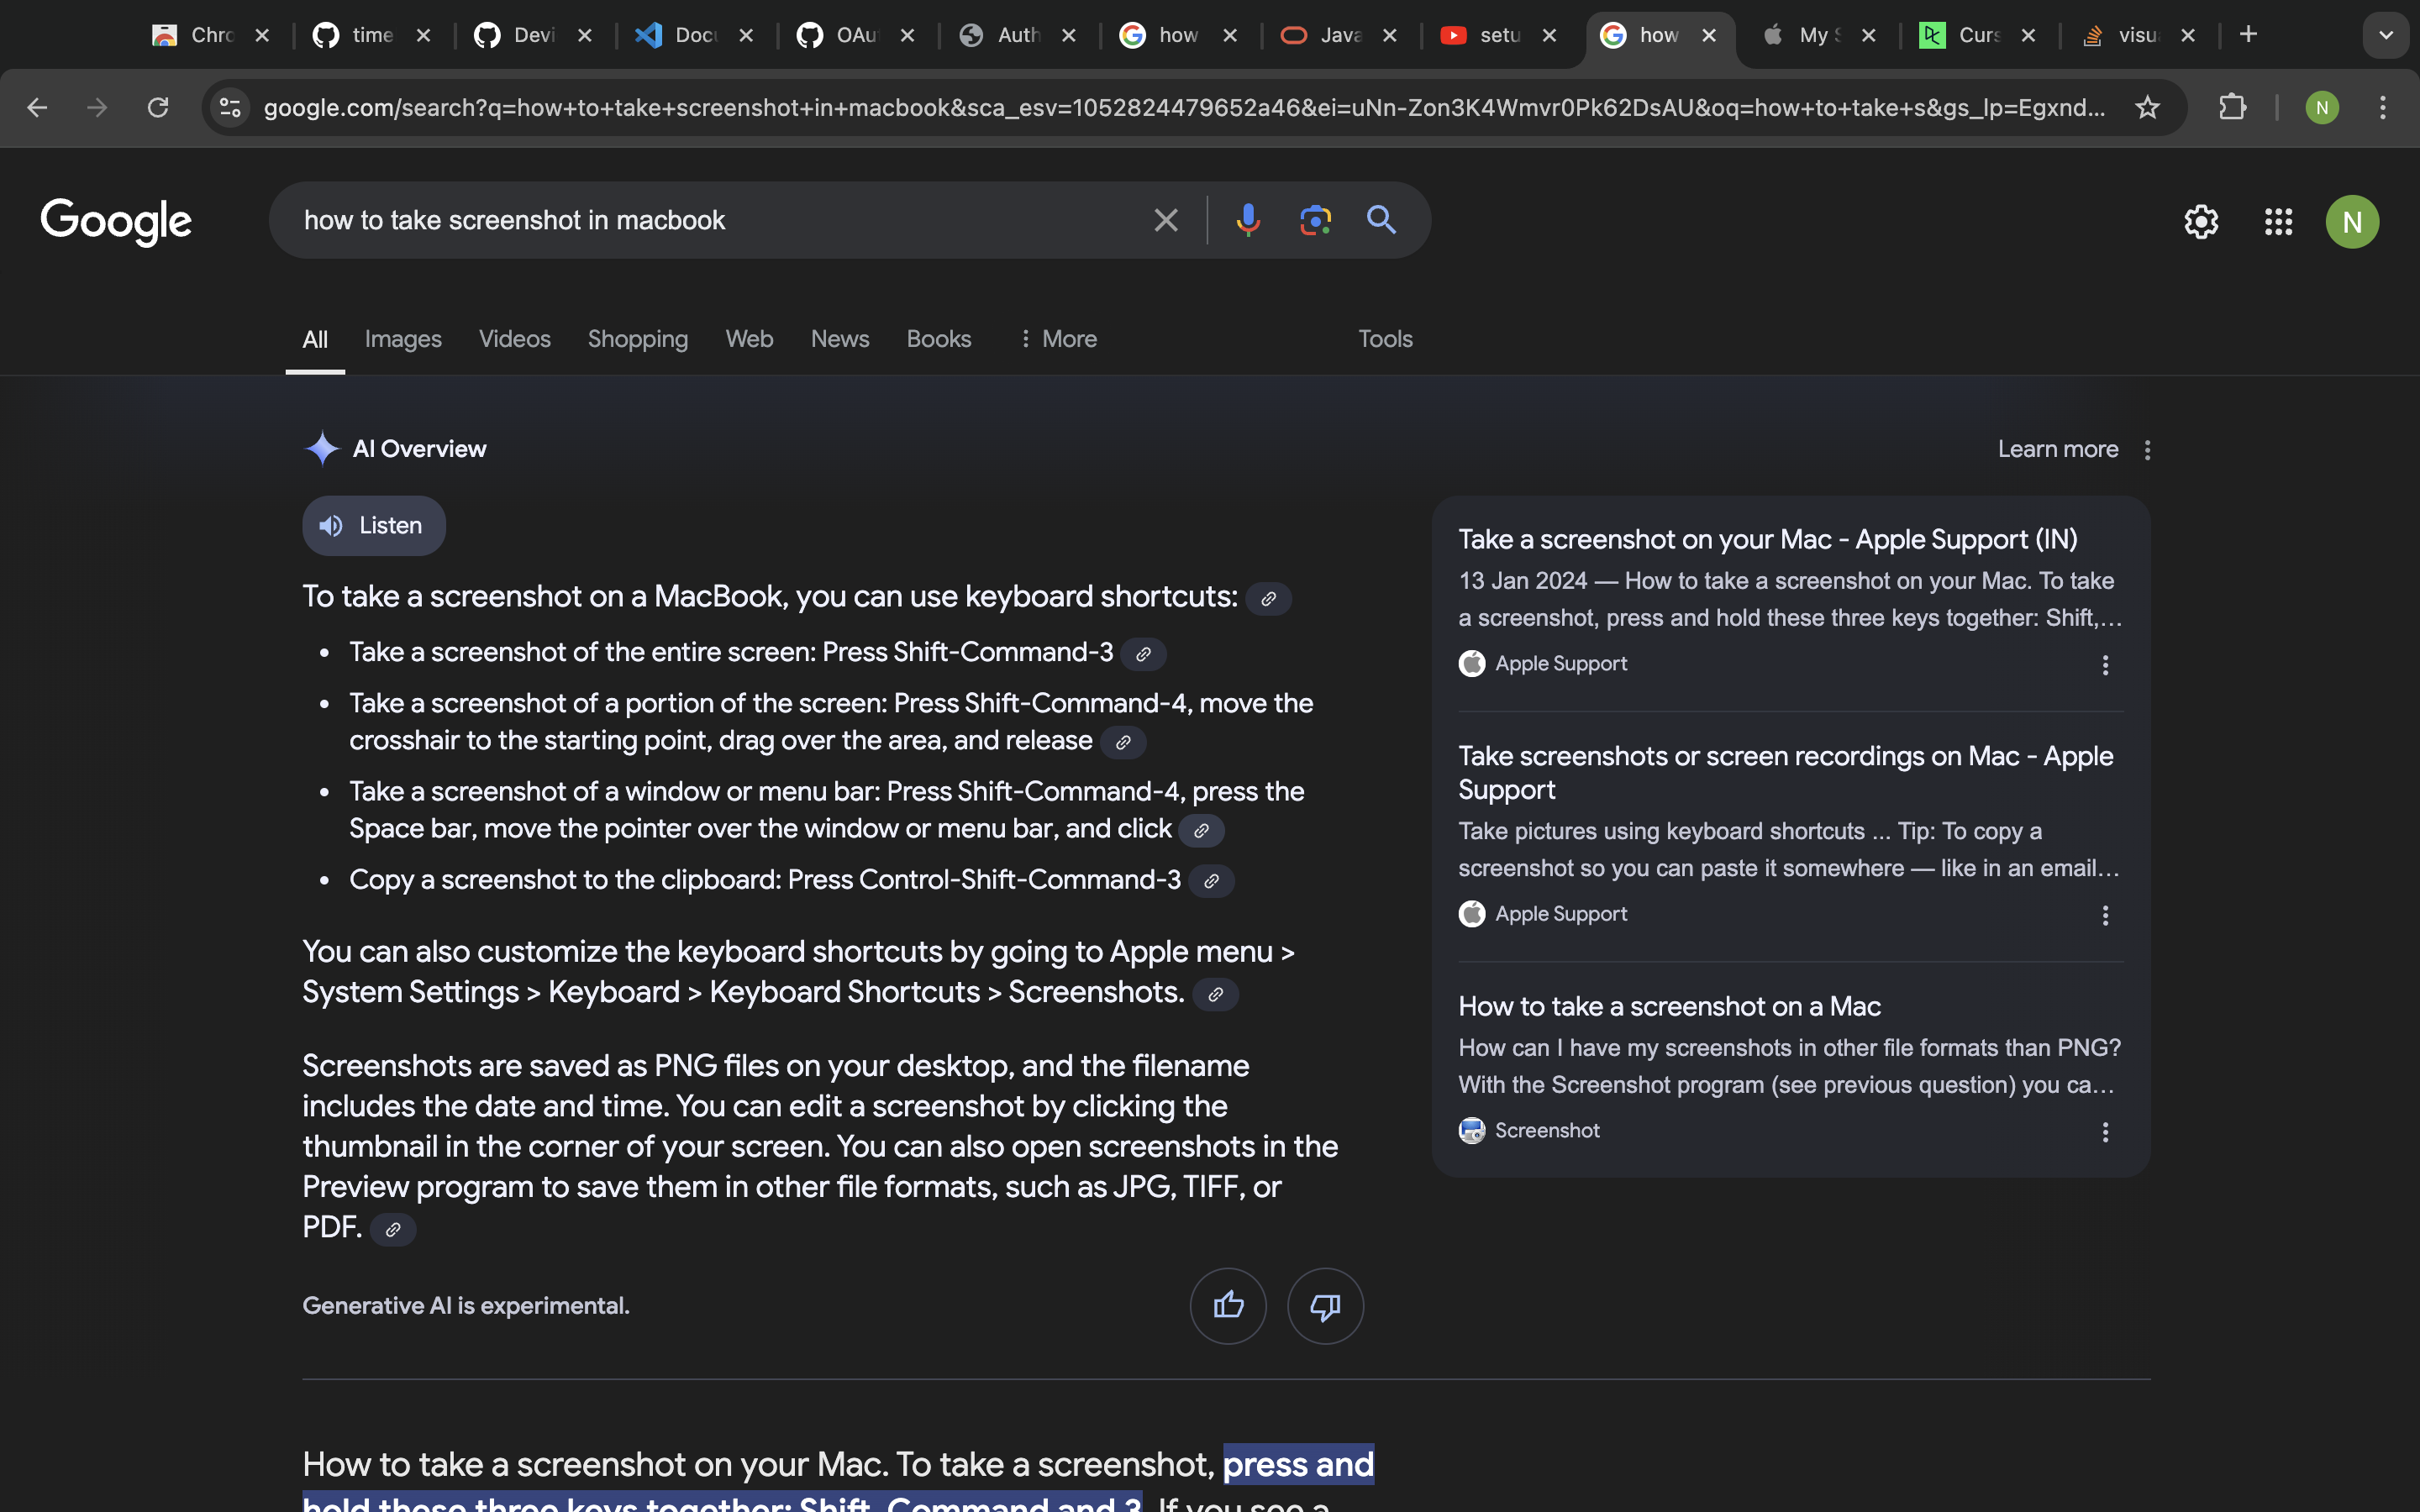 Chro
time
Devi
Docu
OAu
Auth
how
Java
setu
how
My S
Curs
visu
google.com/search?q=how+to+take+screenshot+in+macbook&sca_esv=1052824479652a46&ei=uNn-Zon3K4Wmvr0Pk62DsAU&oq=how+to+take+s&gs_lp=Egxnd...
N
Google
how to take screenshot in macbook
N
All
Images
Videos
Shopping
Web
News
Books
More
Tools
AI Overview
Learn more
Listen
To take a screenshot on a MacBook, you can use keyboard shortcuts:
• Take a screenshot of the entire screen: Press Shift-Command-3
• Take a screenshot of a portion of the screen: Press Shift-Command-4, move the
crosshair to the starting point, drag over the area, and release
• Take a screenshot of a window or menu bar: Press Shift-Command-4, press the
Space bar, move the pointer over the window or menu bar, and click
• Copy a screenshot to the clipboard: Press Control-Shift-Command-3
You can also customize the keyboard shortcuts by going to Apple menu >
System Settings > Keyboard > Keyboard Shortcuts > Screenshots.
Screenshots are saved as PNG files on your desktop, and the filename
includes the date and time. You can edit a screenshot by clicking the
thumbnail in the corner of your screen. You can also open screenshots in the
Preview program to save them in other file formats, such as JPG, TIFF, or
PDF.
Generative AI is experimental.
Take a screenshot on your Mac - Apple Support (IN)
13 Jan 2024 — How to take a screenshot on your Mac. To take
a screenshot, press and hold these three keys together: Shift,...
Apple Support
Take screenshots or screen recordings on Mac - Apple
Support
Take pictures using keyboard shortcuts ... Tip: To copy a
screenshot so you can paste it somewhere — like in an email...
Apple Support
How to take a screenshot on a Mac
How can I have my screenshots in other file formats than PNG?
With the Screenshot program (see previous question) you ca...
Screenshot
How to take a screenshot on your Mac. To take a screenshot, press and
hold these three keys together: Shift, Command and 3. If you see a